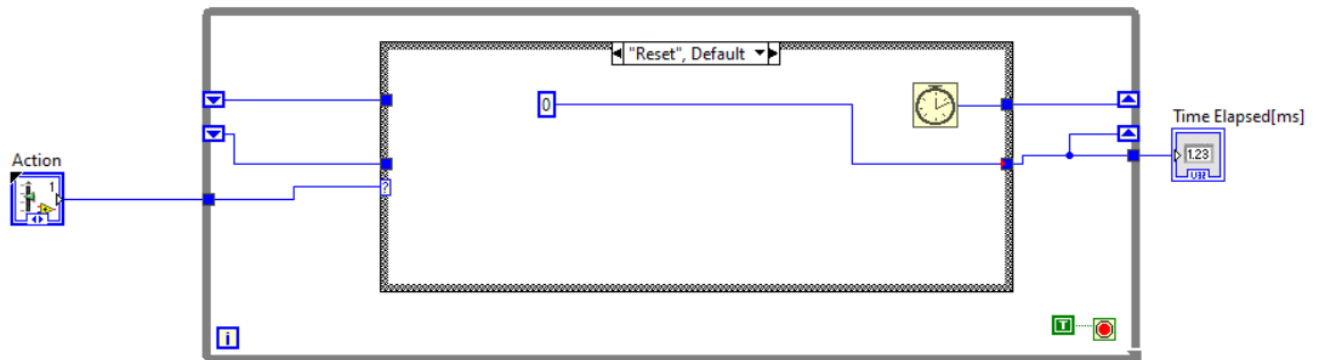 "Reset", Default
0
Time Elapsed[ms]
1.23
U32
Action
1
?
i
T